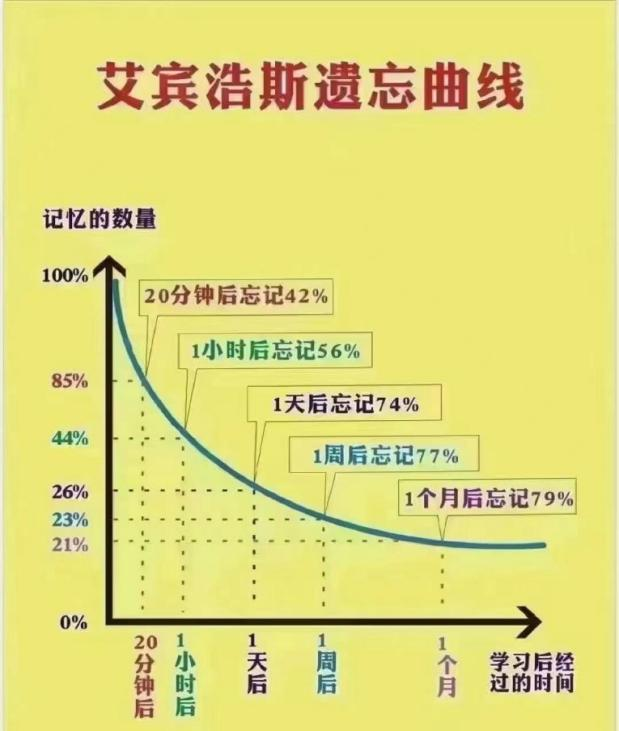 艾宾浩斯遗忘曲线
记忆的数量
100%
20分钟后忘记42%
1小时后忘记56%
85%
1天后忘记74%
44%
1周后忘记77%
26%
1个月后忘记79%
23%
21%
0%
20分钟后
1小时后
1天后
1周后
1个月
学习后经
过的时间